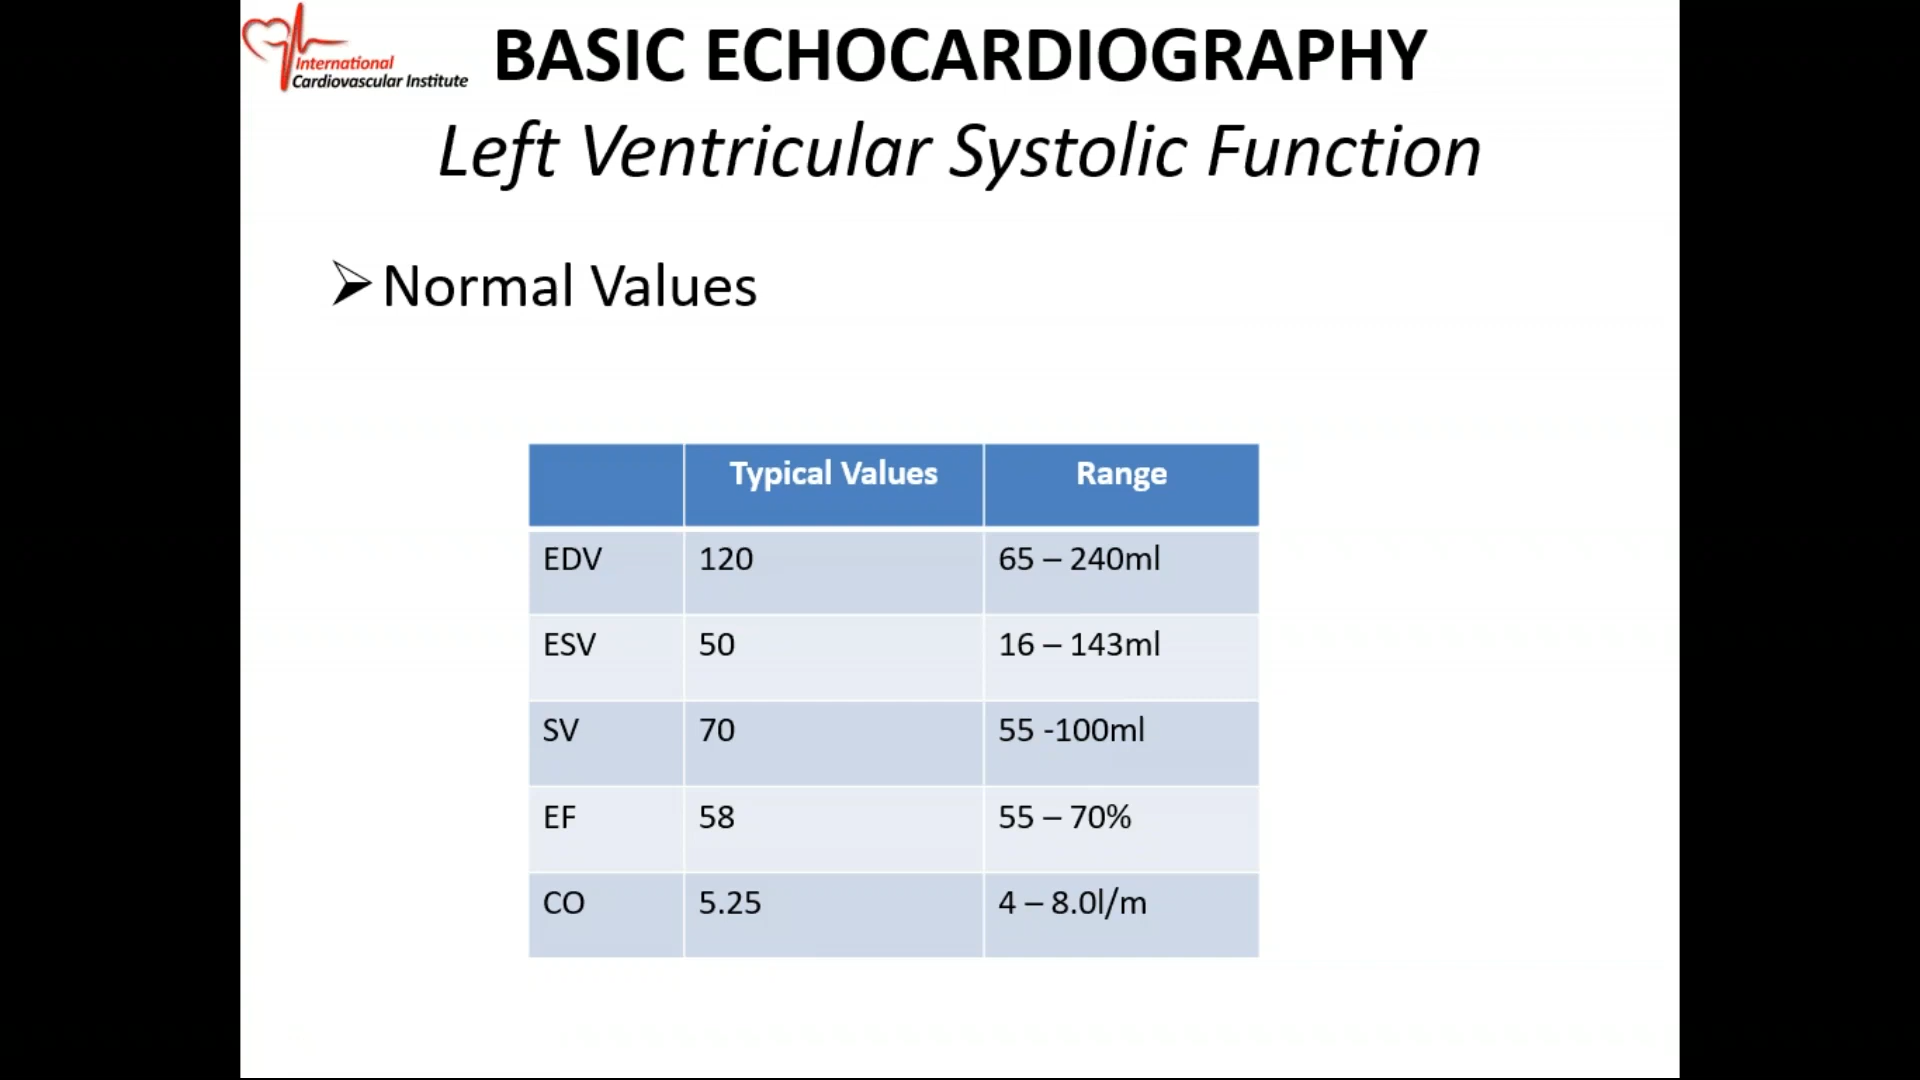 International
Cardiovascular Institute
BASIC ECHOCARDIOGRAPHY
Left Ventricular Systolic Function
Normal Values
Typical Values Range
EDV 120 65 – 240ml
ESV 50 16 – 143ml
SV 70 55 -100ml
EF 58 55 – 70%
CO 5.25 4 – 8.0l/m